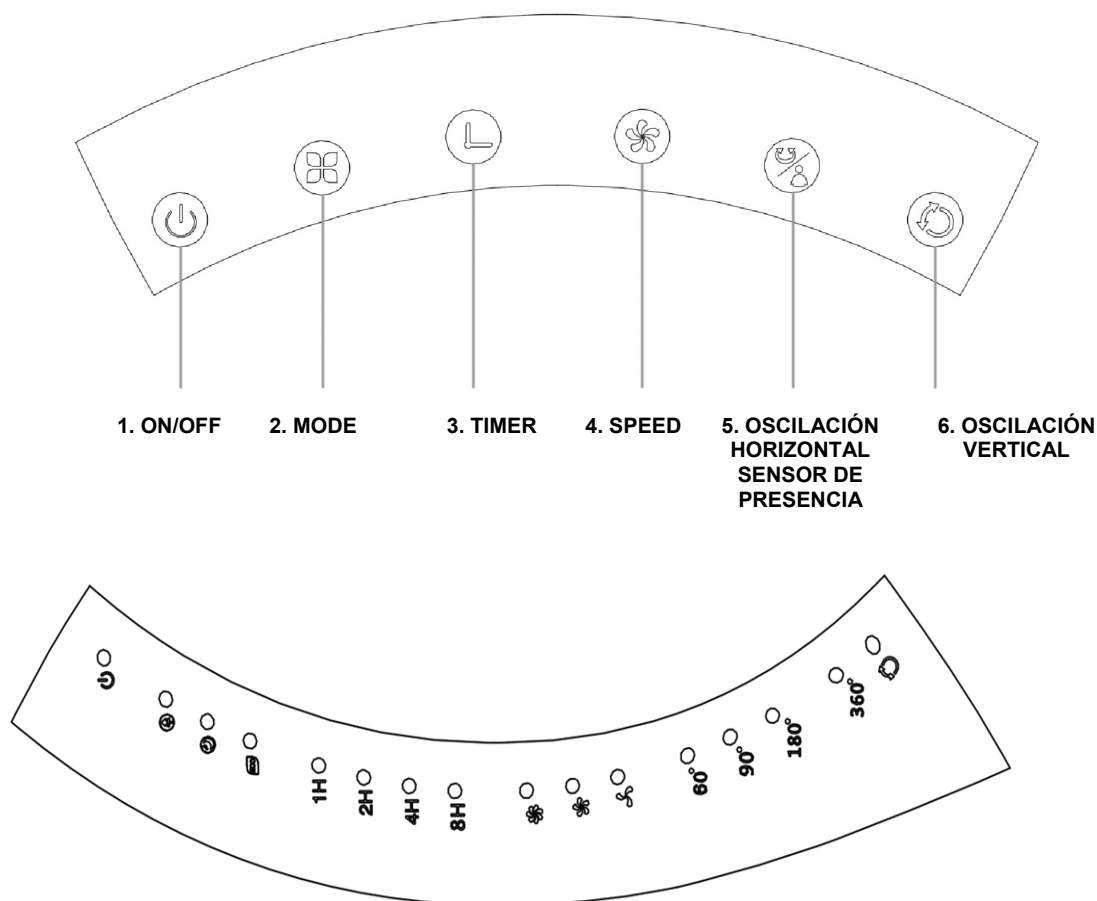 1. ON/OFF
2. MODE
3. TIMER
4. SPEED
5. OSCILACIÓN
HORIZONTAL
SENSOR DE
PRESENCIA
6. OSCILACIÓN
VERTICAL
1H
2H
4H
8H
60°
90°
180°
360°